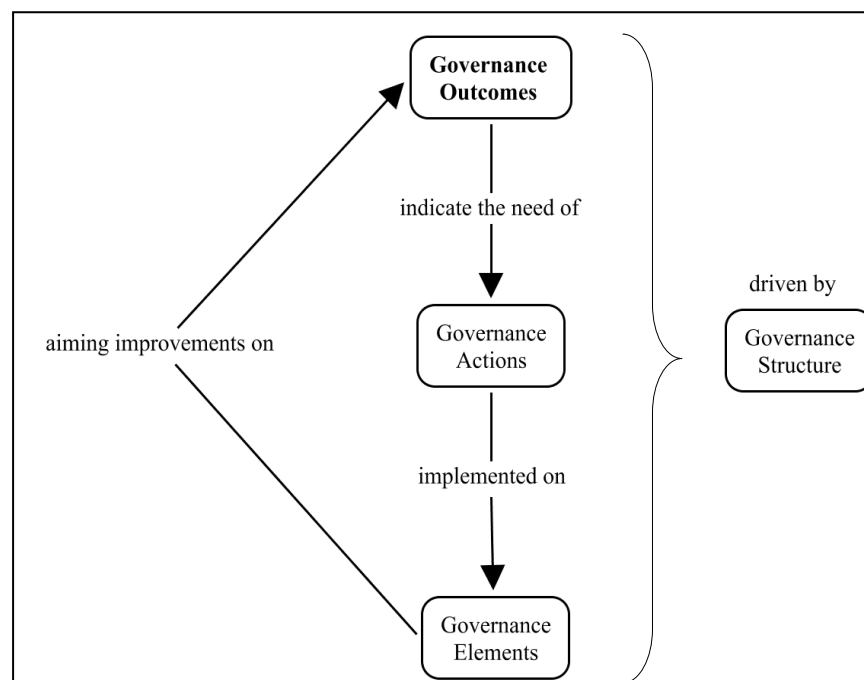 Governance
Outcomes
indicate the need of
driven by
Governance
Actions
Governance
Structure
aiming improvements on
implemented on
Governance
Elements